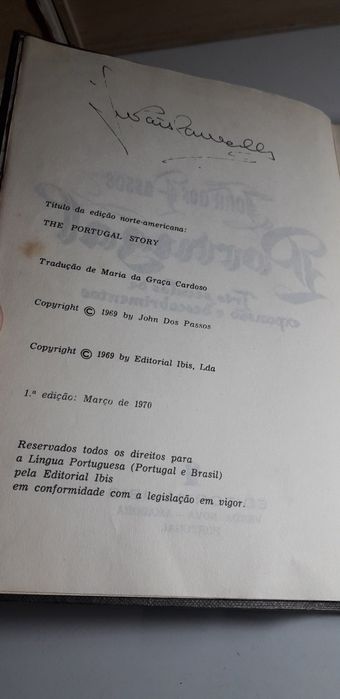 Título da edição norte-americana:
THE PORTUGAL STORY
Tradução de Maria da Graça Cardoso
Copyright © 1969 by John Dos Passos
Copyright © 1969 by Editorial Ibis, Lda
1.ª edição: Março de 1970
Reservados todos os direitos para
a Língua Portuguesa (Portugal e Brasil)
pela Editorial Ibis
em conformidade com a legislação em vigor.